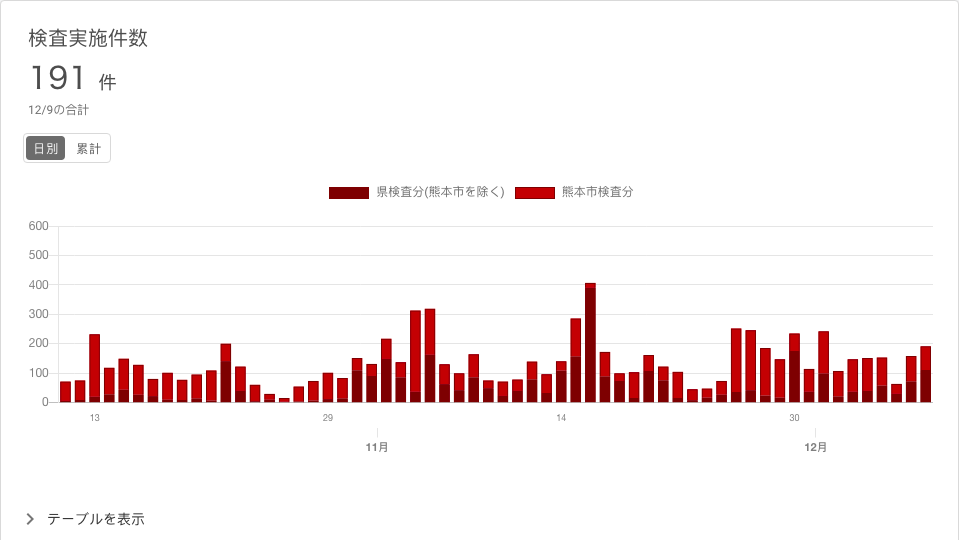 検査実施件数
191 件
12/9の合計
日別 累計
県検査分(熊本市を除く) 熊本市検査分
600
500
400
300
200
100
0
13 29 14 30
11月 12月
テーブルを表示